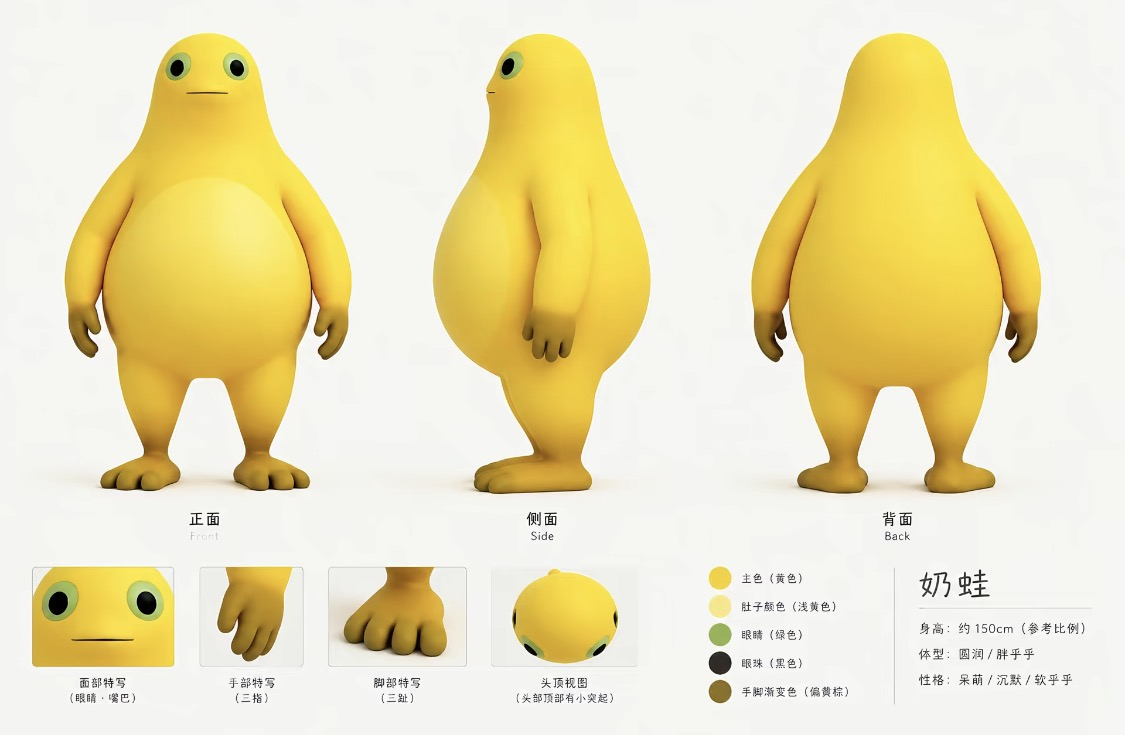 正面
Front
侧面
Side
背面
Back
面部特写
（眼睛 · 嘴巴）
手部特写
（三指）
脚部特写
（三趾）
头顶视图
（头部顶部有小突起）
主色（黄色）
肚子颜色（浅黄色）
眼睛（绿色）
眼珠（黑色）
手脚渐变色（偏黄棕）
奶蛙
身高：约 150cm（参考比例）
体型：圆润 / 胖乎乎
性格：呆萌 / 沉默 / 软乎乎